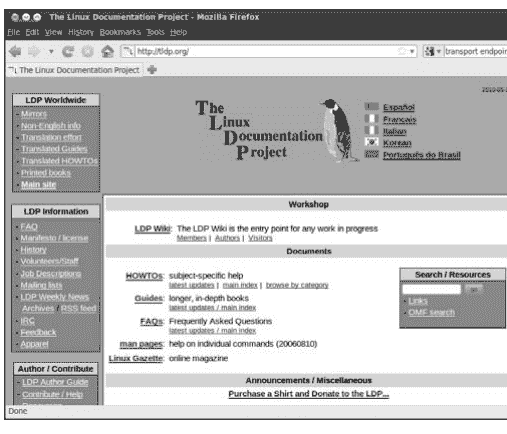 The Linux Documentation Project - Mozilla Firefox
File Edit View History Bookmarks Tools Help
http://tldp.org/
transport endpoin
The Linux Documentation Project
LDP Worldwide
Mirrors
Non-English info
Translation effort
Translated Guides
Translated HOWTOs
Printed books
Main site
LDP Information
FAQ
Manifesto / license
History
Volunteers/Staff
Job Descriptions
Mailing lists
LDP Weekly News
Archives / RSS feed
IRC
Feedback
Apparel
Author / Contribute
LDP Author Guide
Contribute / Help
The
Linux
Documentation
Project
Español
Français
Italian
Korean
Português do Brasil
Workshop
LDP Wiki: The LDP Wiki is the entry point for any work in progress
Members | Authors | Visitors
Documents
HOWTOs: subject-specific help
latest updates | main index | browse by category
Guides: longer, in-depth books
latest updates / main index
FAQs: Frequently Asked Questions
latest updates / main index
man pages: help on individual commands (20060810)
Linux Gazette: online magazine
Search / Resources
Links
OMF search
Announcements / Miscellaneous
Purchase a Shirt and Donate to the LDP...
Done